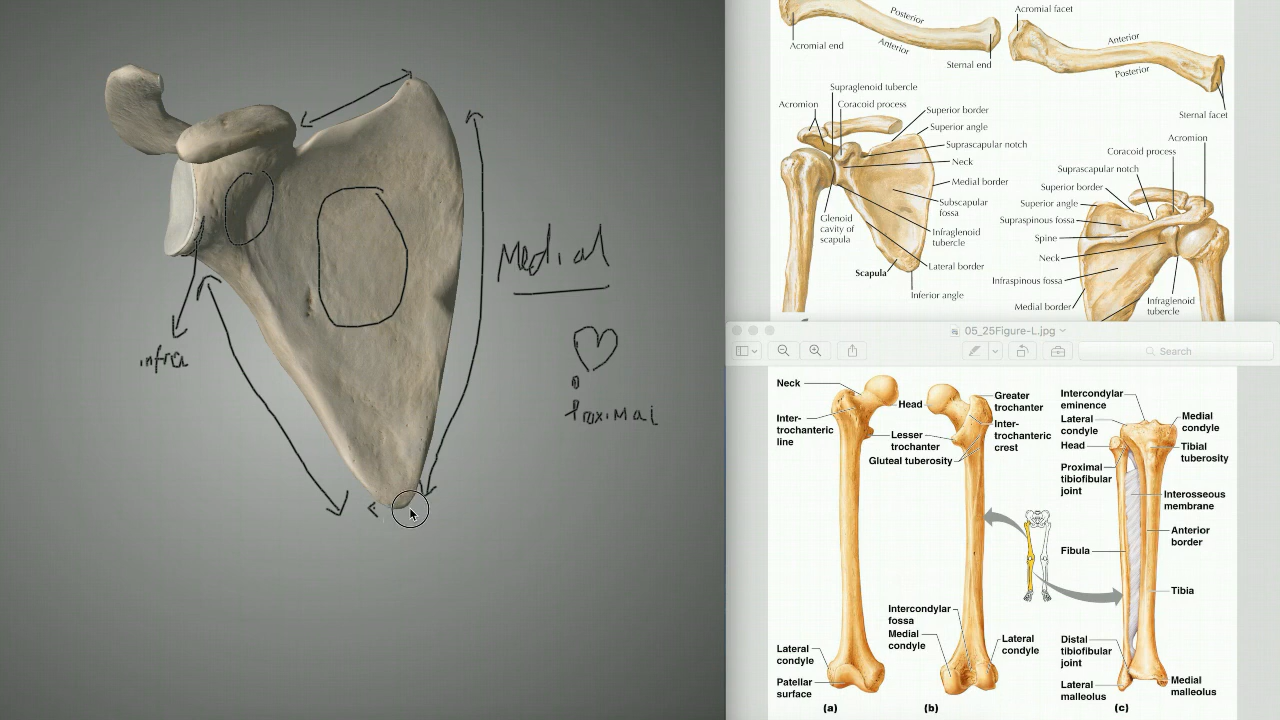 Medial
infra
Proximal
Posterior
Anterior
Acromial end
Sternal end
Acromial facet
Anterior
Posterior
Sternal facet
Supraglenoid tubercle
Acromion
Coracoid process
Superior border
Superior angle
Suprascapular notch
Neck
Medial border
Subscapular
fossa
Glenoid
cavity of
scapula
Infraglenoid
tubercle
Lateral border
Scapula
Inferior angle
Acromion
Coracoid process
Suprascapular notch
Superior border
Superior angle
Supraspinous fossa
Spine
Neck
Infraspinous fossa
Medial border
Infraglenoid
tubercle
05_25Figure-L.jpg
Search
Neck
Inter-
trochanteric
line
Head
Greater
trochanter
Inter-
trochanteric
crest
Lesser
trochanter
Gluteal tuberosity
Intercondylar
fossa
Medial
condyle
Lateral
condyle
Lateral
condyle
Patellar
surface
(a)
(b)
Intercondylar
eminence
Lateral
condyle
Head
Proximal
tibiofibular
joint
Medial
condyle
Tibial
tuberosity
Interosseous
membrane
Anterior
border
Fibula
Tibia
Distal
tibiofibular
joint
Lateral
malleolus
Medial
malleolus
(c)